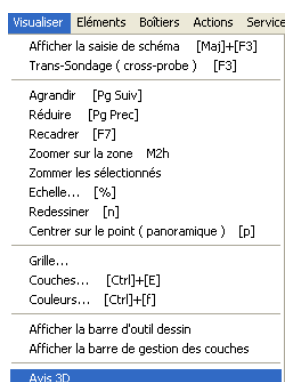 Visualiser Eléments Boîtiers Actions Service
Afficher la saisie de schéma [Maj]+[F3]
Trans-Sondage ( cross-probe ) [F3]
Agrandir [Pg Suiv]
Réduire [Pg Prec]
Recadrer [F7]
Zoomer sur la zone M2h
Zommer les sélectionnés
Echelle... [%]
Redessiner [n]
Centrer sur le point ( panoramique ) [p]
Grille...
Couches... [Ctrl]+[E]
Couleurs... [Ctrl]+[f]
Afficher la barre d'outil dessin
Afficher la barre de gestion des couches
Avis 3D